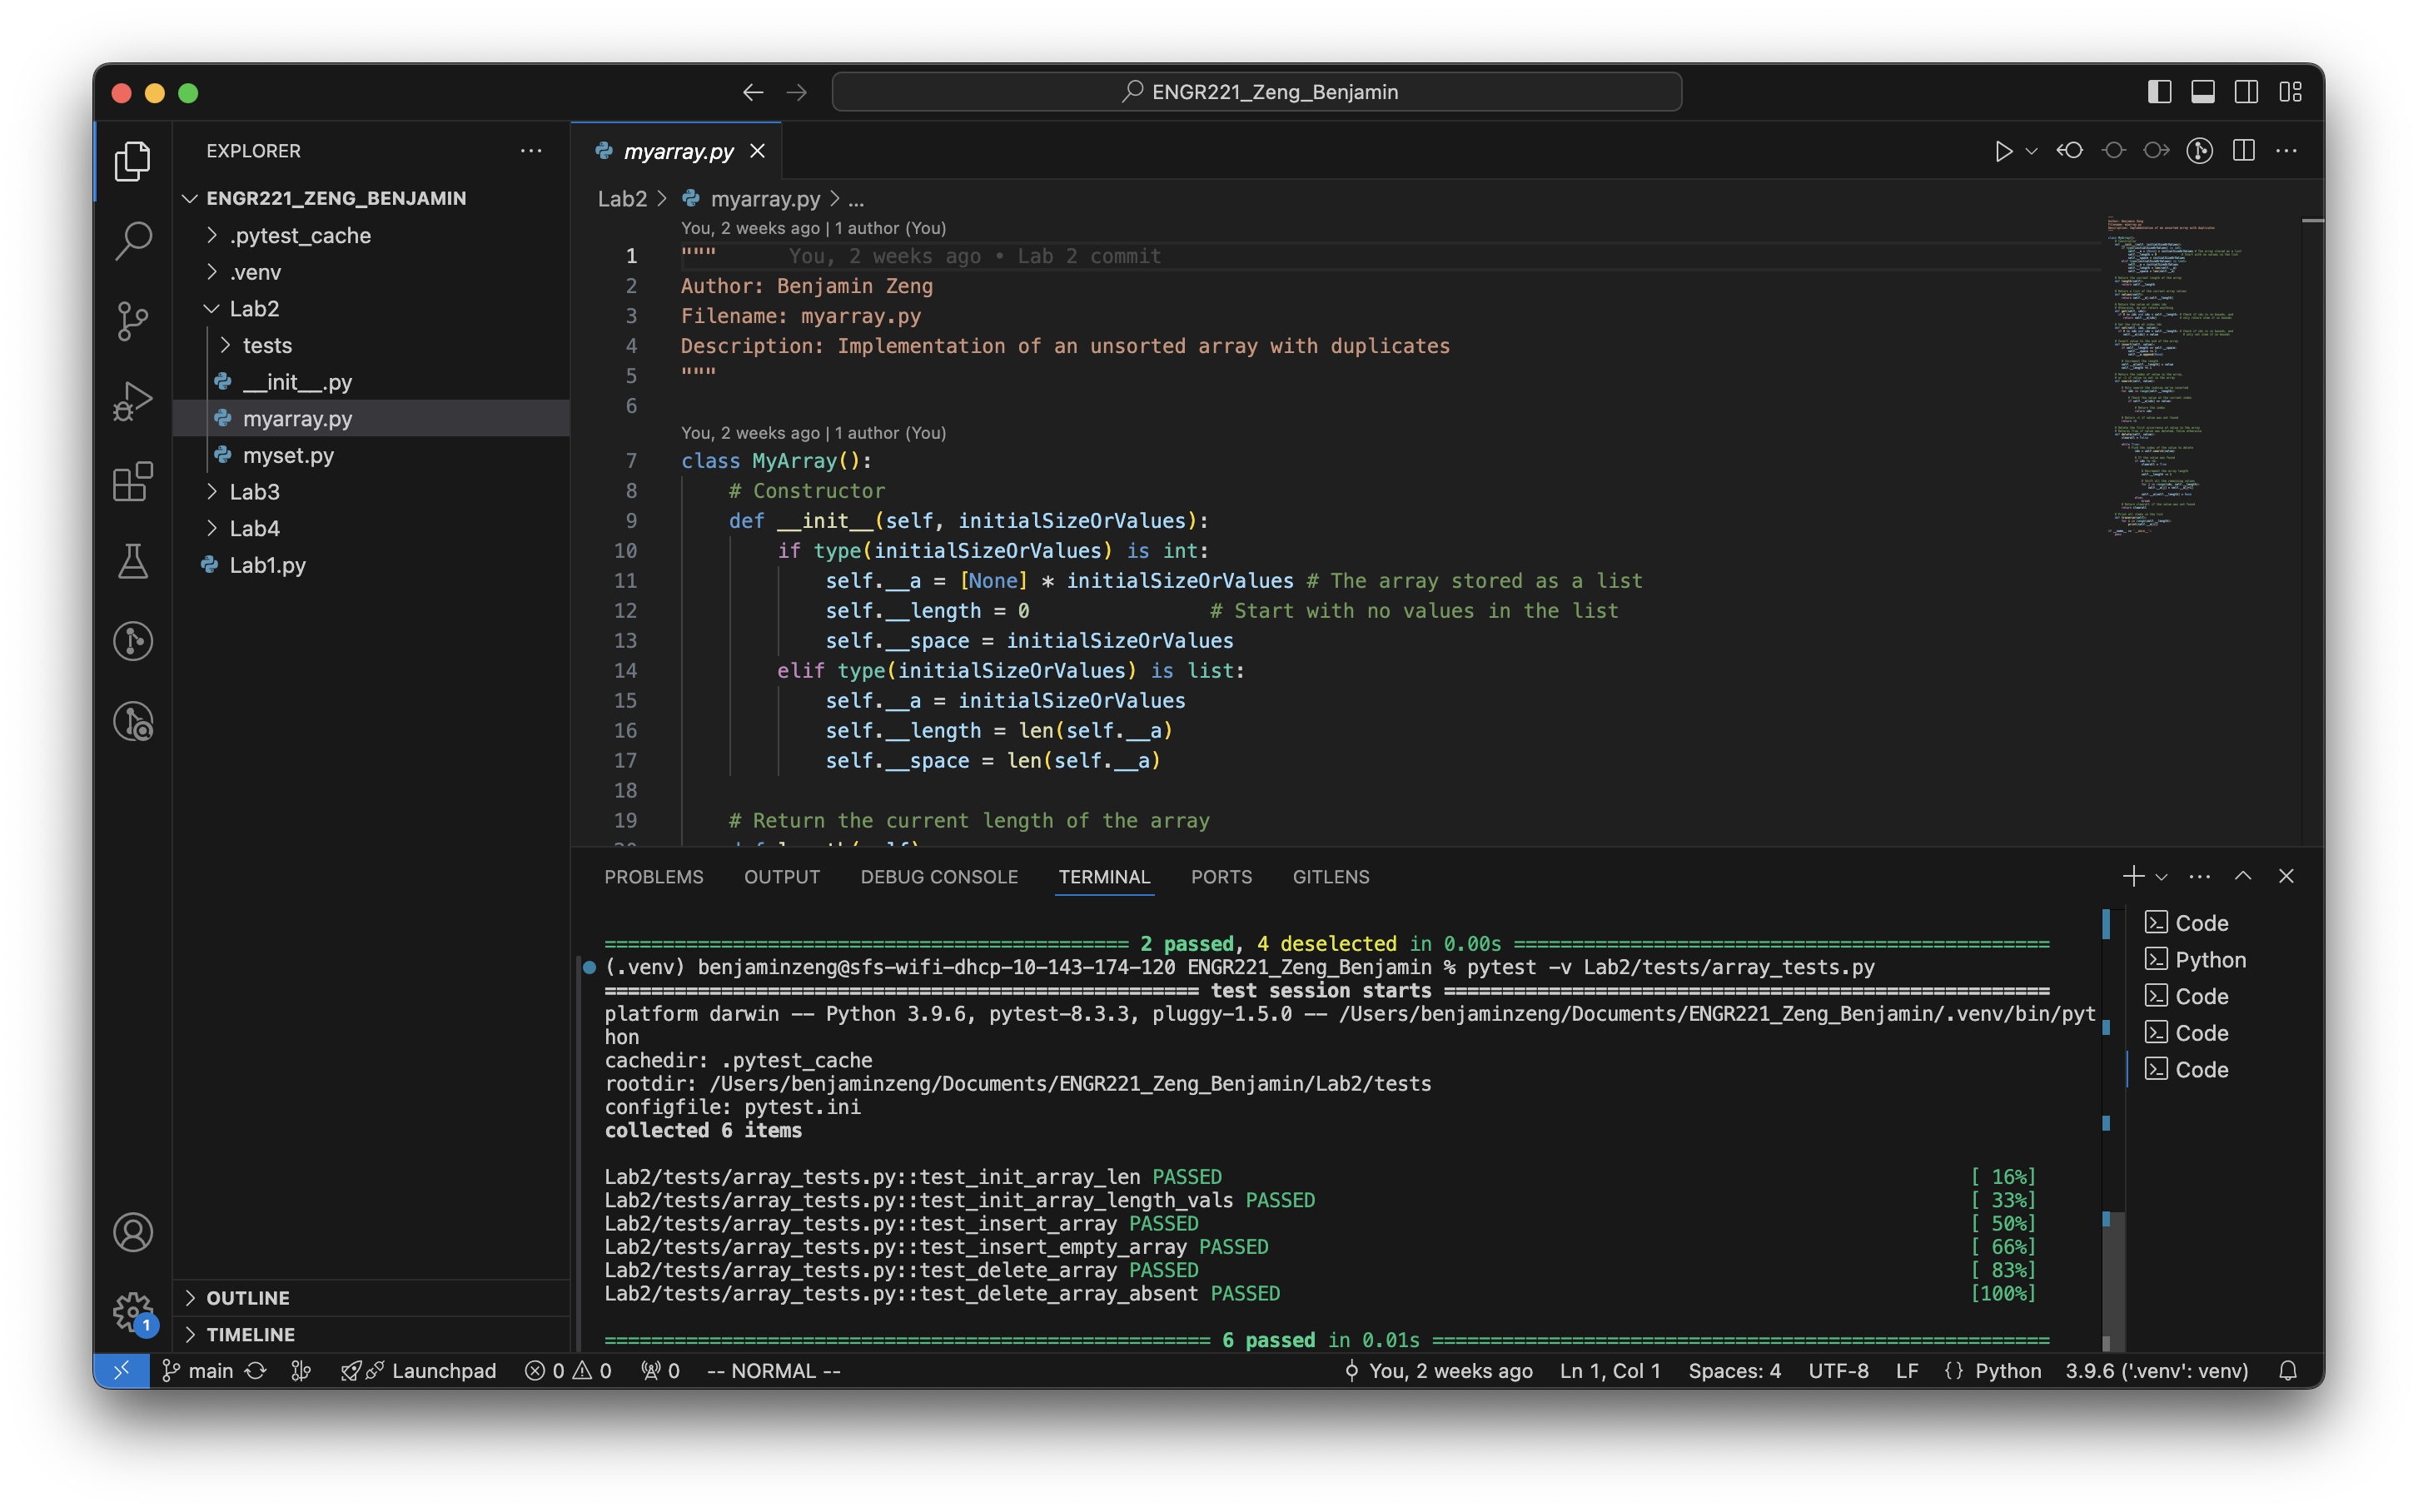 ENGR221_Zeng_Benjamin
EXPLORER
ENGR221_ZENG_BENJAMIN
.pytest_cache
.venv
Lab2
tests
__init__.py
myarray.py
myset.py
Lab3
Lab4
Lab1.py
OUTLINE
TIMELINE
myarray.py
Lab2 > myarray.py > ...
You, 2 weeks ago | 1 author (You)
1 """ You, 2 weeks ago • Lab 2 commit
2 Author: Benjamin Zeng
3 Filename: myarray.py
4 Description: Implementation of an unsorted array with duplicates
5 """
6
You, 2 weeks ago | 1 author (You)
7 class MyArray():
8 # Constructor
9 def __init__(self, initialSizeOrValues):
10 if type(initialSizeOrValues) is int:
11 self.__a = [None] * initialSizeOrValues # The array stored as a list
12 self.__length = 0 # Start with no values in the list
13 self.__space = initialSizeOrValues
14 elif type(initialSizeOrValues) is list:
15 self.__a = initialSizeOrValues
16 self.__length = len(self.__a)
17 self.__space = len(self.__a)
18
19 # Return the current length of the array
PROBLEMS OUTPUT DEBUG CONSOLE TERMINAL PORTS GITLENS
============================================= 2 passed, 4 deselected in 0.00s ==============================================
(.venv) benjaminzeng@sfs-wifi-dhcp-10-143-174-120 ENGR221_Zeng_Benjamin % pytest -v Lab2/tests/array_tests.py
=================================================== test session starts ====================================================
platform darwin -- Python 3.9.6, pytest-8.3.3, pluggy-1.5.0 -- /Users/benjaminzeng/Documents/ENGR221_Zeng_Benjamin/.venv/bin/pyt
hon
cachedir: .pytest_cache
rootdir: /Users/benjaminzeng/Documents/ENGR221_Zeng_Benjamin/Lab2/tests
configfile: pytest.ini
collected 6 items
Lab2/tests/array_tests.py::test_init_array_len PASSED [ 16%]
Lab2/tests/array_tests.py::test_init_array_length_vals PASSED [ 33%]
Lab2/tests/array_tests.py::test_insert_array PASSED [ 50%]
Lab2/tests/array_tests.py::test_insert_empty_array PASSED [ 66%]
Lab2/tests/array_tests.py::test_delete_array PASSED [ 83%]
Lab2/tests/array_tests.py::test_delete_array_absent PASSED [100%]
==================================================== 6 passed in 0.01s =====================================================
Code
Python
Code
Code
Code
1
main Launchpad 0 0 0 -- NORMAL -- You, 2 weeks ago Ln 1, Col 1 Spaces: 4 UTF-8 LF {} Python 3.9.6 ('.venv': venv)